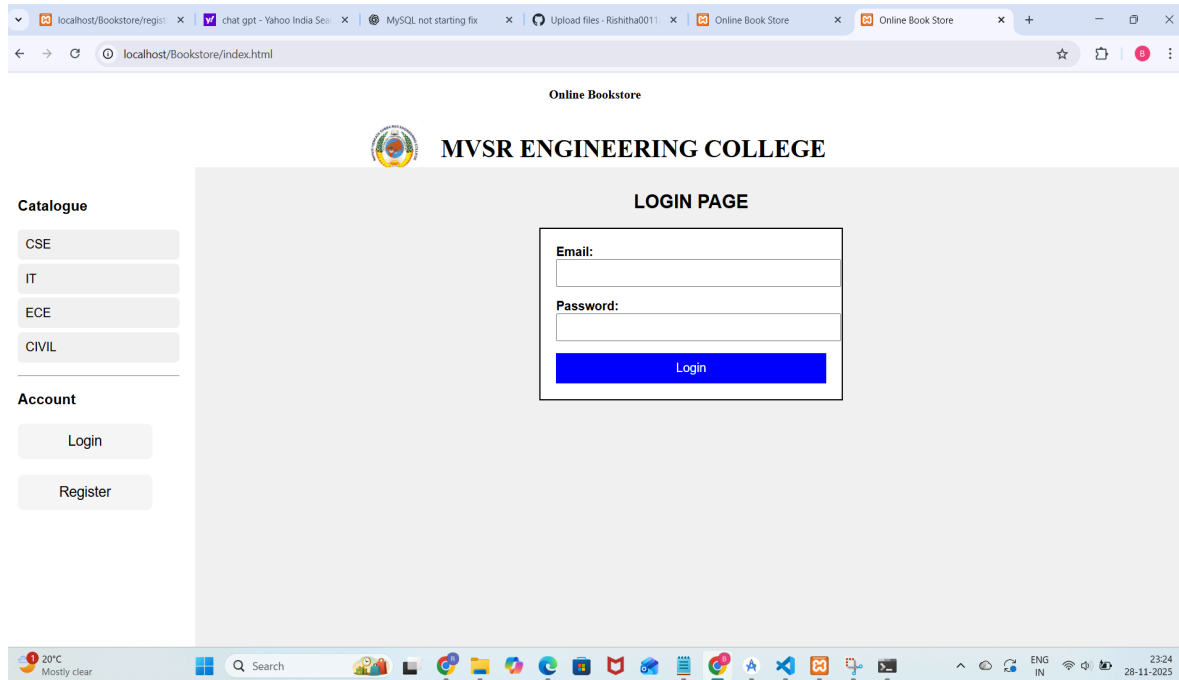 localhost/Bookstore/regist
chat gpt - Yahoo India Sea
MySQL not starting fix
Upload files - Rishitha0011
Online Book Store
Online Book Store
localhost/Bookstore/index.html
B
Online Bookstore
MVSR ENGINEERING COLLEGE
Catalogue
CSE
IT
ECE
CIVIL
Account
Login
Register
LOGIN PAGE
Email:
Password:
Login
1
20°C
Mostly clear
Search
ENG
IN
23:24
28-11-2025